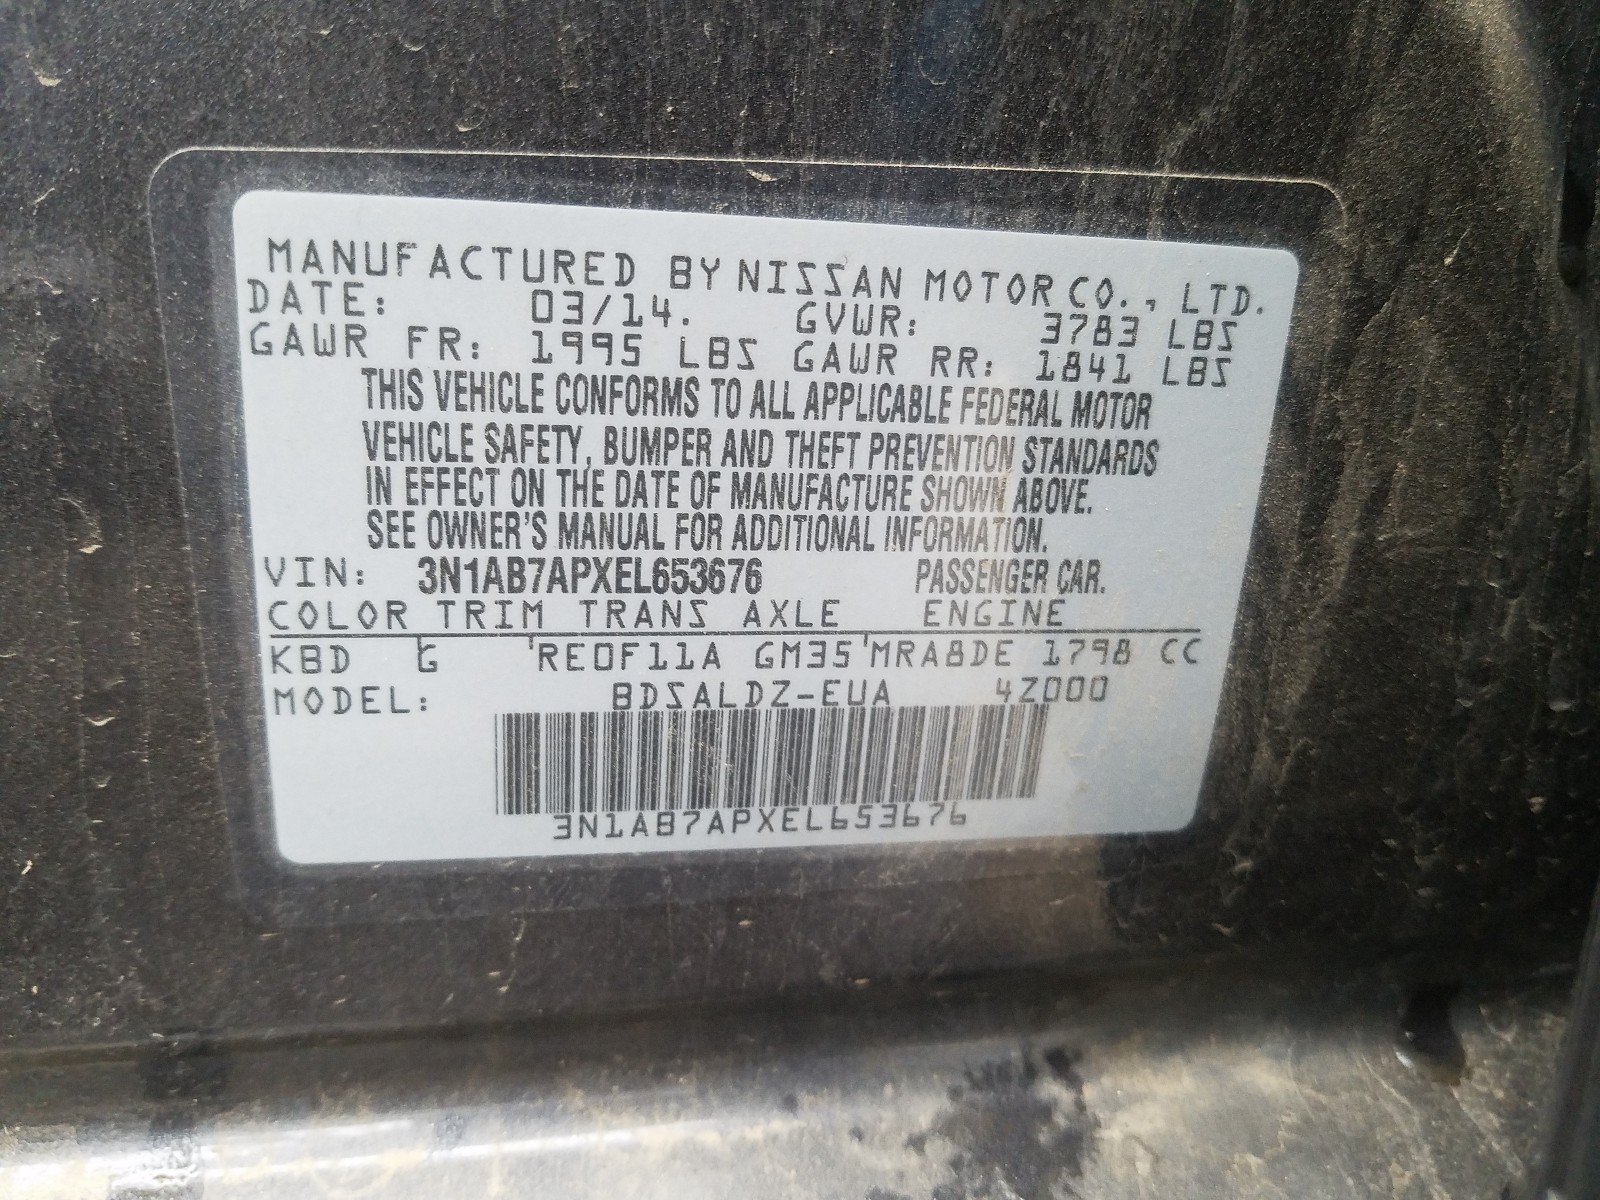 MANUFACTURED BY NISSAN MOTOR CO., LTD.
DATE: 03/14. GVWR: 3783 LBS
GAWR FR: 1995 LBS GAWR RR: 1841 LBS
THIS VEHICLE CONFORMS TO ALL APPLICABLE FEDERAL MOTOR
VEHICLE SAFETY, BUMPER AND THEFT PREVENTION STANDARDS
IN EFFECT ON THE DATE OF MANUFACTURE SHOWN ABOVE.
SEE OWNER'S MANUAL FOR ADDITIONAL INFORMATION.
VIN: 3N1AB7APXEL653676 PASSENGER CAR.
COLOR TRIM TRANS AXLE ENGINE
KBD G 'RE0F11A GM35'MRA8DE 1798 CC
MODEL: BDSALDZ-EUA 4Z000
3N1AB7APXEL653676